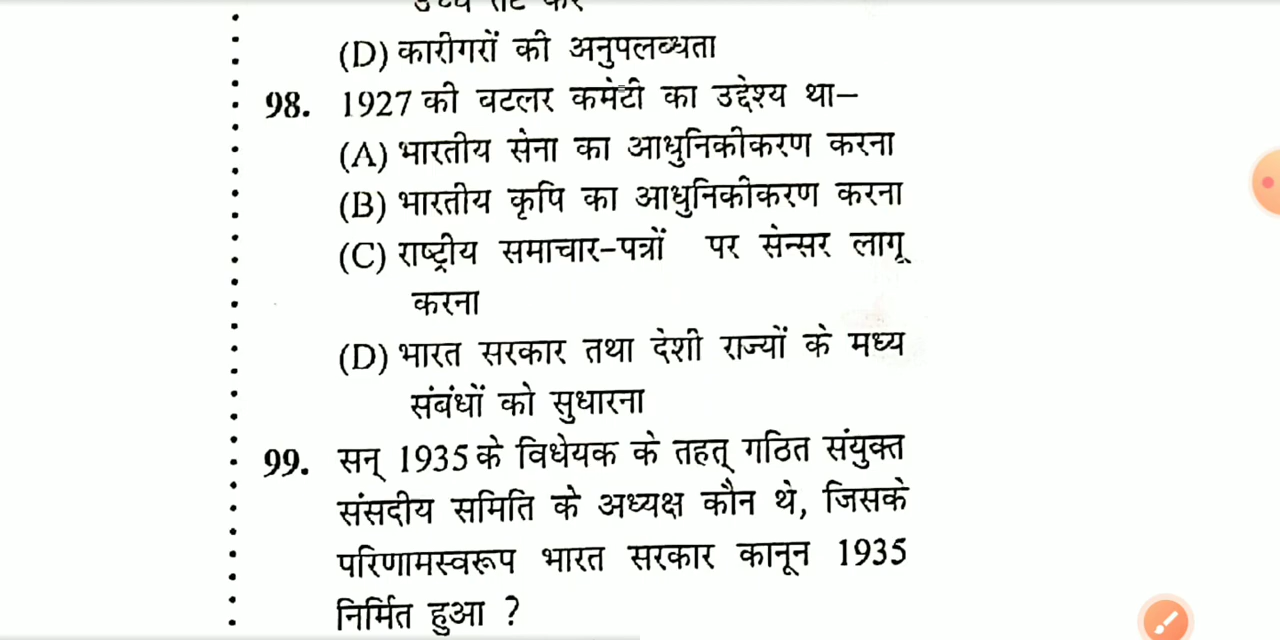 (D) कारीगरों की अनुपलब्धता
98. 1927 की बटलर कमेटी का उद्देश्य था–
(A) भारतीय सेना का आधुनिकीकरण करना
(B) भारतीय कृषि का आधुनिकीकरण करना
(C) राष्ट्रीय समाचार-पत्रों पर सेन्सर लागू
करना
(D) भारत सरकार तथा देशी राज्यों के मध्य
संबंधों को सुधारना
99. सन् 1935 के विधेयक के तहत् गठित संयुक्त
संसदीय समिति के अध्यक्ष कौन थे, जिसके
परिणामस्वरूप भारत सरकार कानून 1935
निर्मित हुआ ?